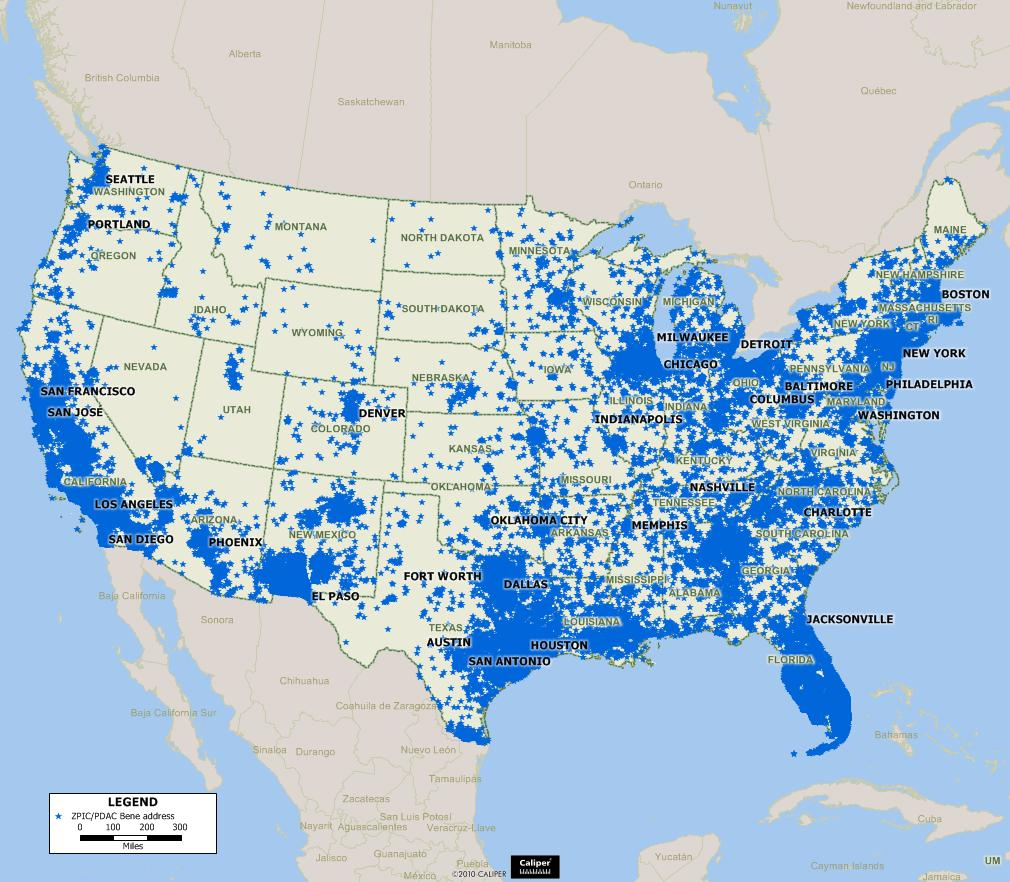 Nunavut
Newfoundland and Labrador
Alberta
Manitoba
British Columbia
Québec
Saskatchewan
Ontario
SEATTLE
WASHINGTON
PORTLAND
OREGON
MONTANA
NORTH DAKOTA
MINNESOTA
MAINE
NEW HAMPSHIRE
BOSTON
MASSACHUSETTS
RI
CT
NEW YORK
IDAHO
WYOMING
SOUTH DAKOTA
WISCONSIN
MICHIGAN
MILWAUKEE
DETROIT
NEW YORK
CHICAGO
NEVADA
IOWA
PENNSYLVANIA
NJ
NEBRASKA
OHIO
BALTIMORE
PHILADELPHIA
SAN FRANCISCO
COLUMBUS
MARYLAND
SAN JOSÉ
UTAH
DENVER
COLORADO
ILLINOIS
INDIANA
INDIANAPOLIS
WASHINGTON
WEST VIRGINIA
KANSAS
KENTUCKY
VIRGINIA
CALIFORNIA
OKLAHOMA
MISSOURI
NASHVILLE
NORTH CAROLINA
LOS ANGELES
TENNESSEE
CHARLOTTE
ARIZONA
OKLAHOMA CITY
MEMPHIS
SAN DIEGO
PHOENIX
NEW MEXICO
ARKANSAS
SOUTH CAROLINA
FORT WORTH
DALLAS
MISSISSIPPI
GEORGIA
ALABAMA
EL PASO
Baja California
Sonora
TEXAS
AUSTIN
LOUISIANA
JACKSONVILLE
HOUSTON
SAN ANTONIO
FLORIDA
Chihuahua
Coahuila de Zaragoza
Baja California Sur
Bahamas
Sinaloa
Durango
Nuevo León
Tamaulipas
Zacatecas
San Luis Potosí
Nayarit
Aguascalientes
Veracruz-Llave
Cuba
Jalisco
Guanajuato
Yucatán
Puebla
México
Cayman Islands
Jamaica
UM
LEGEND
ZPIC/PDAC Bene address
0 100 200 300
Miles
©2010 CALIPER
Caliper